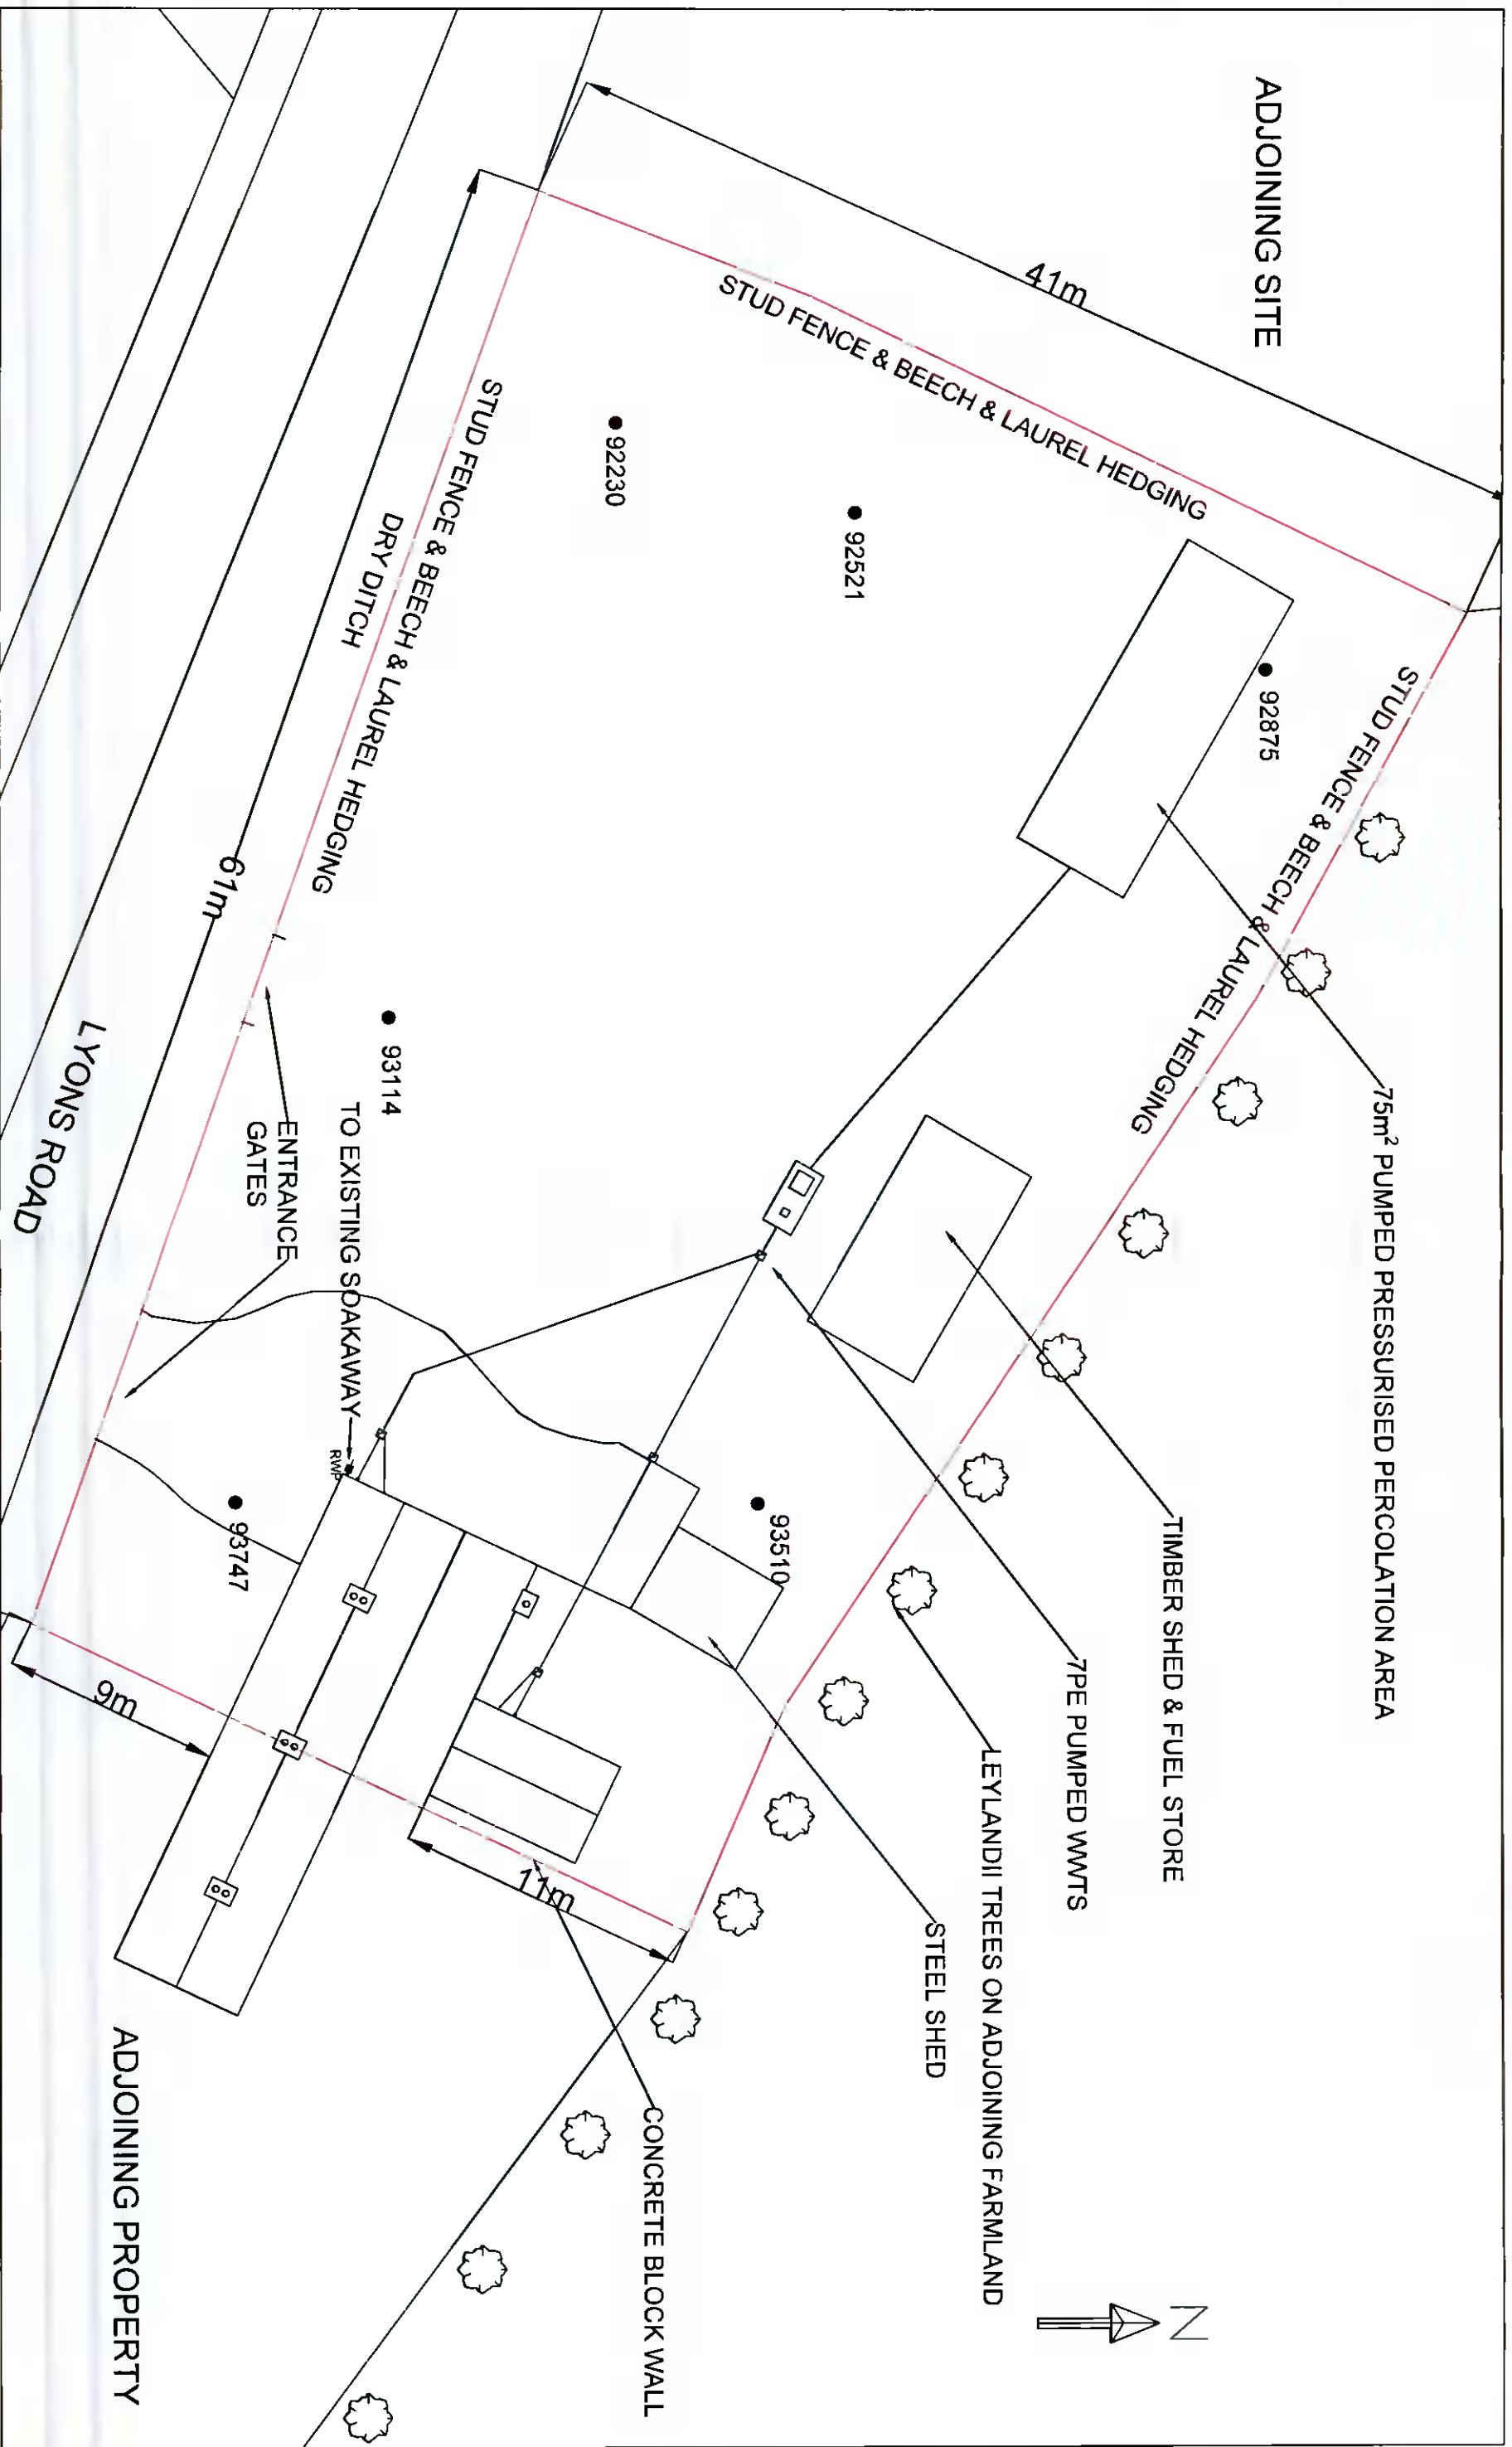 ADJOINING SITE
41m
STUD FENCE & BEECH & LAUREL HEDGING
92875
STUD FENCE & BEECH & LAUREL HEDGING
75m² PUMPED PRESSURISED PERCOLATION AREA
TIMBER SHED & FUEL STORE
7PE PUMPED WWTS
LEYLANDII TREES ON ADJOINING FARMLAND
STEEL SHED
N
92521
92230
93510
CONCRETE BLOCK WALL
STUD FENCE & BEECH & LAUREL HEDGING
DRY DITCH
93114
TO EXISTING SOAKAWAY
RWP
ENTRANCE
GATES
93747
11m
9m
61m
LYONS ROAD
ADJOINING PROPERTY